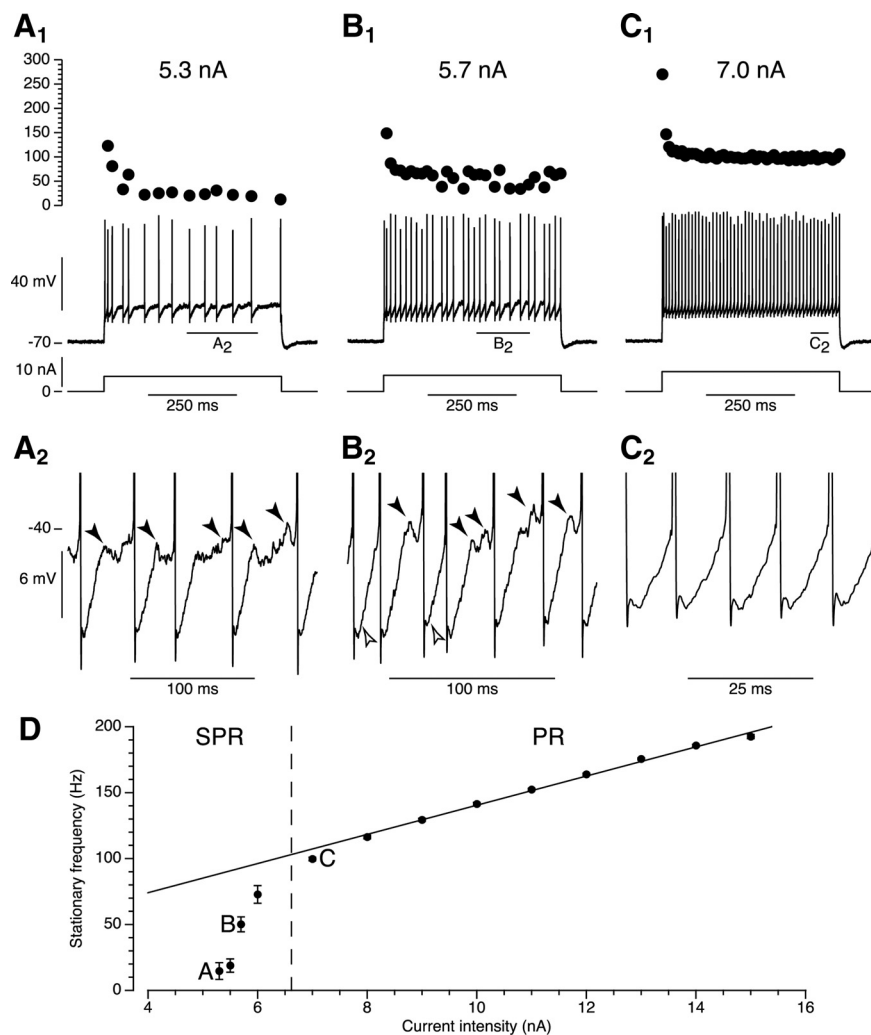 A1 B1 C1
5.3 nA 5.7 nA 7.0 nA
300
250
200
150
100
50
0
40 mV
-70
A2 B2 C2
10 nA
0
250 ms 250 ms 250 ms
A2 B2 C2
-40
6 mV
100 ms 100 ms 25 ms
D
SPR PR
Stationary frequency (Hz)
200
150
100
50
0
C
B
A
4 6 8 10 12 14 16
Current intensity (nA)